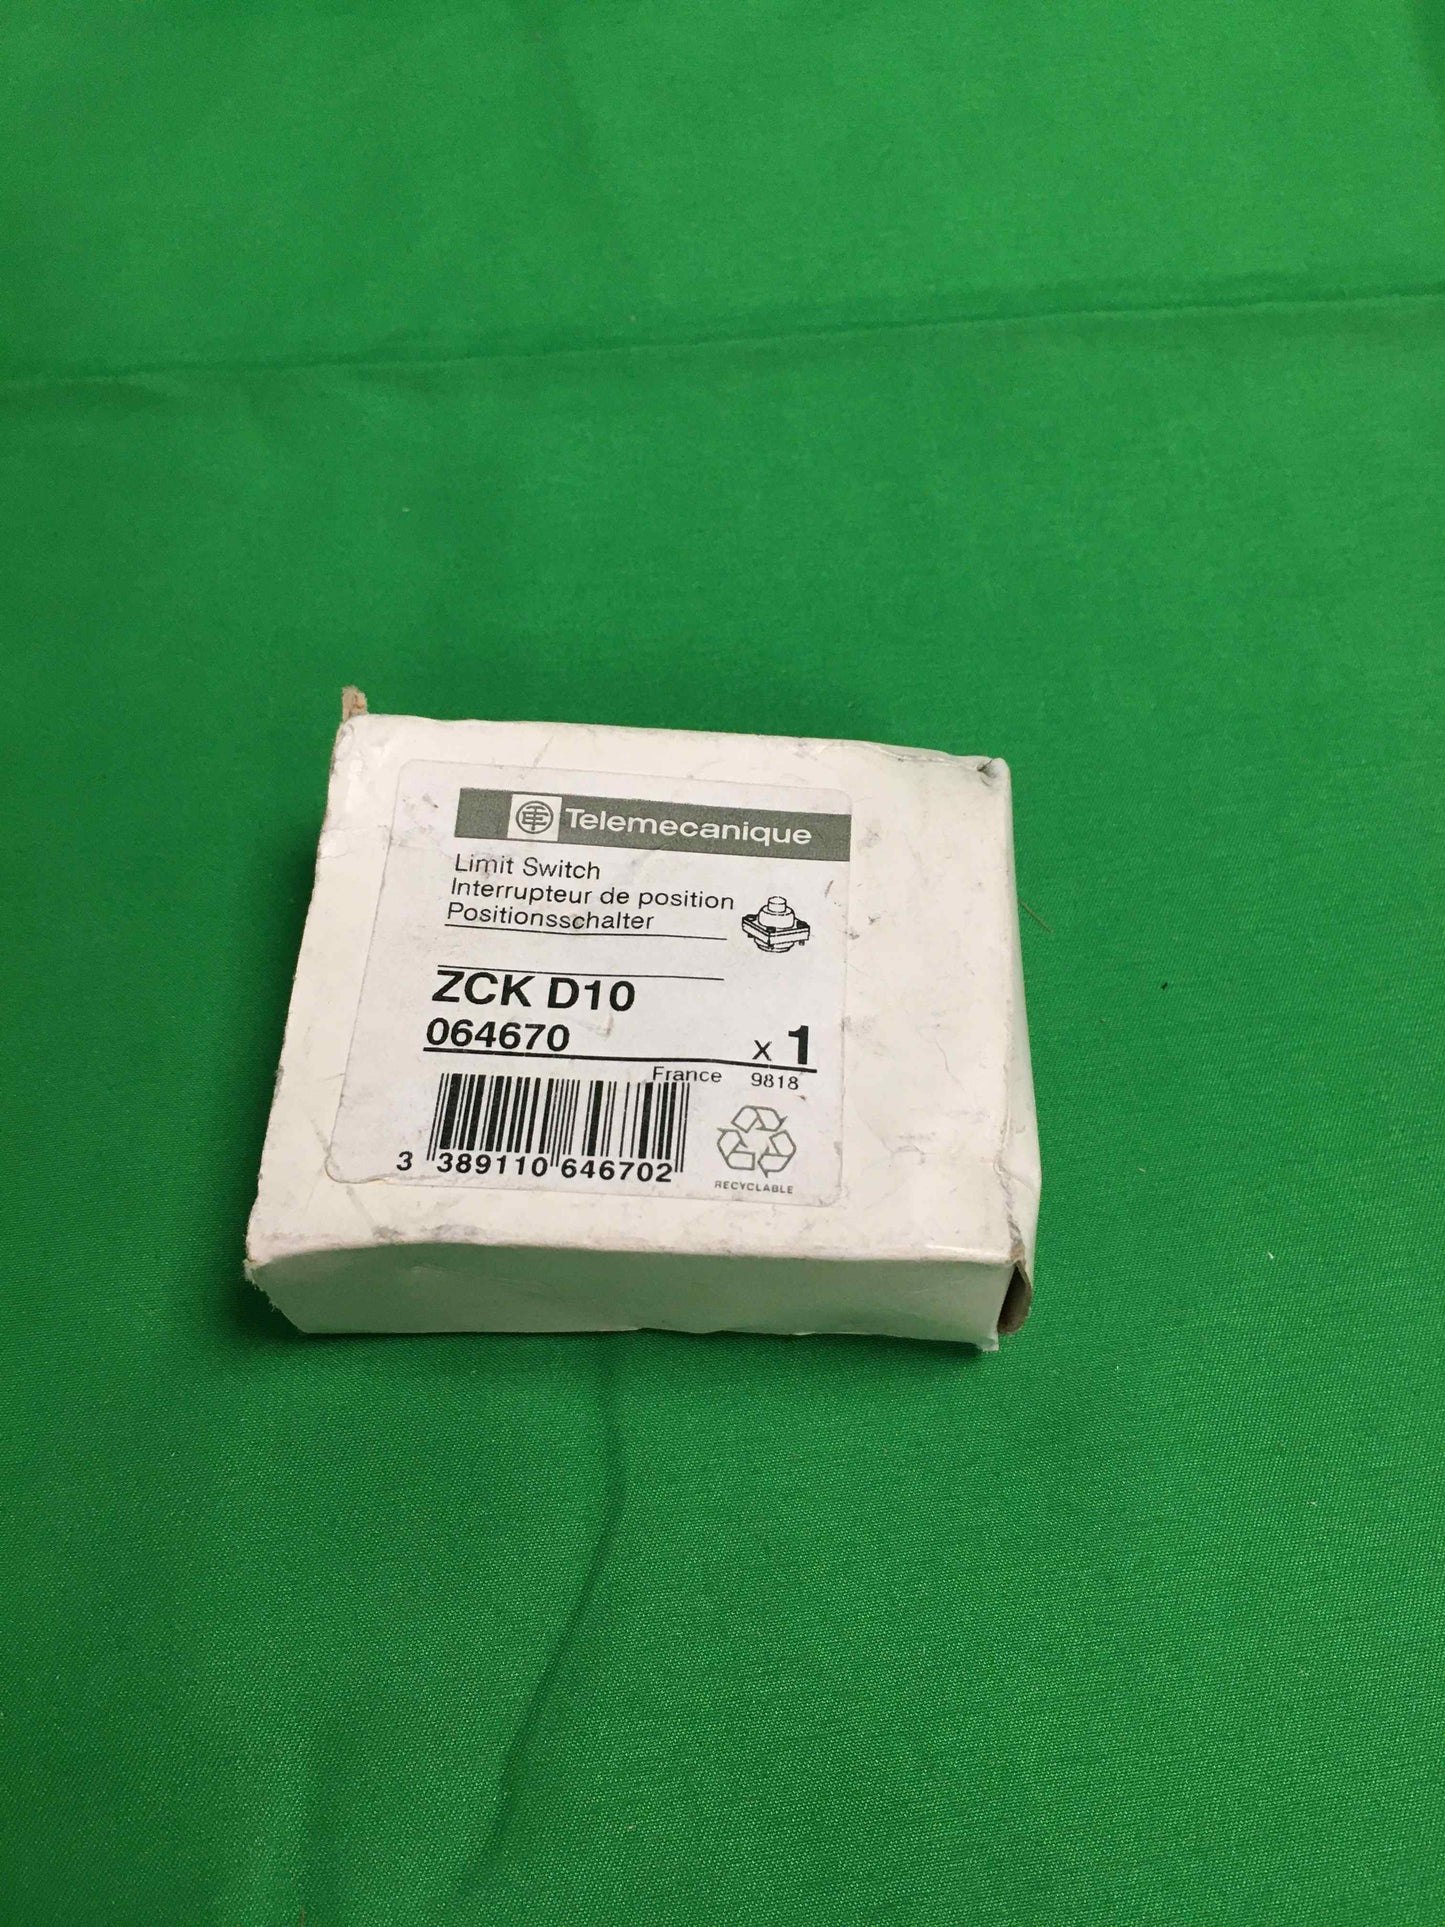 Telemecanique
Limit Switch
Interrupteur de position
Positionsschalter
ZCK D10
064670
x 1
France 9818
3 389110 646702
RECYCLABLE